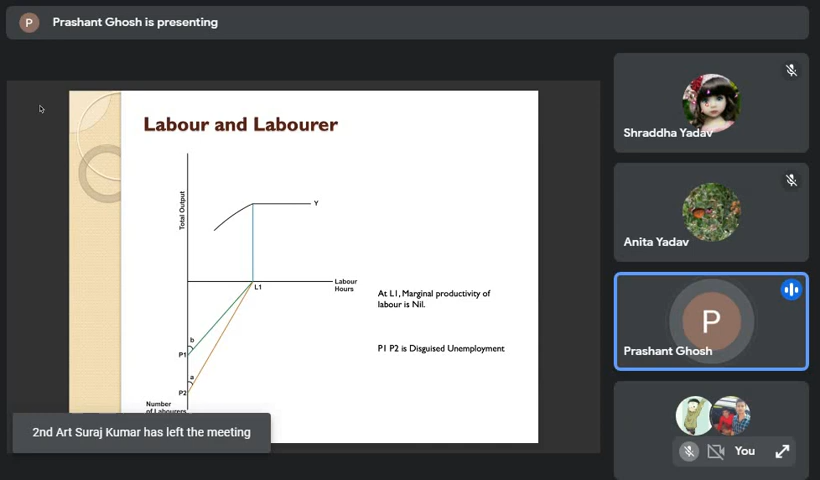 P
Prashant Ghosh is presenting
Labour and Labourer
Total Output
Y
L1
Labour
Hours
At L1, Marginal productivity of
labour is Nil.
b
P1
P1 P2 is Disguised Unemployment
a
P2
Number
of Labourers
2nd Art Suraj Kumar has left the meeting
Shraddha Yadav
Anita Yadav
P
Prashant Ghosh
You